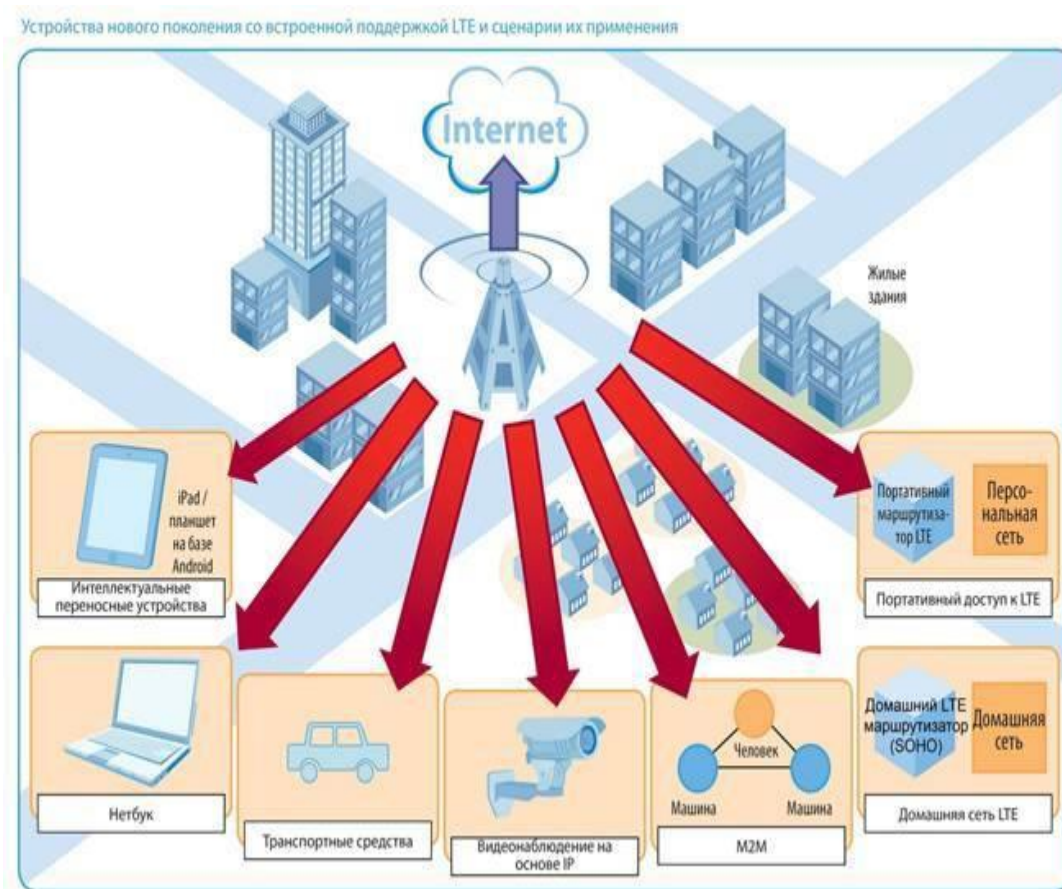 Устройства нового поколения со встроенной поддержкой LTE и сценарии их применения
Internet
Жилые
здания
iPad /
планшет
на базе
Android
Интеллектуальные
переносные устройства
Портативный
маршрутиза-
тор LTE
Персо-
нальная
сеть
Портативный доступ к LTE
Нетбук
Транспортные средства
Видеонаблюдение на
основе IP
Человек
Машина
Машина
M2M
Домашний LTE
маршрутизатор
(SOHO)
Домашняя
сеть
Домашняя сеть LTE